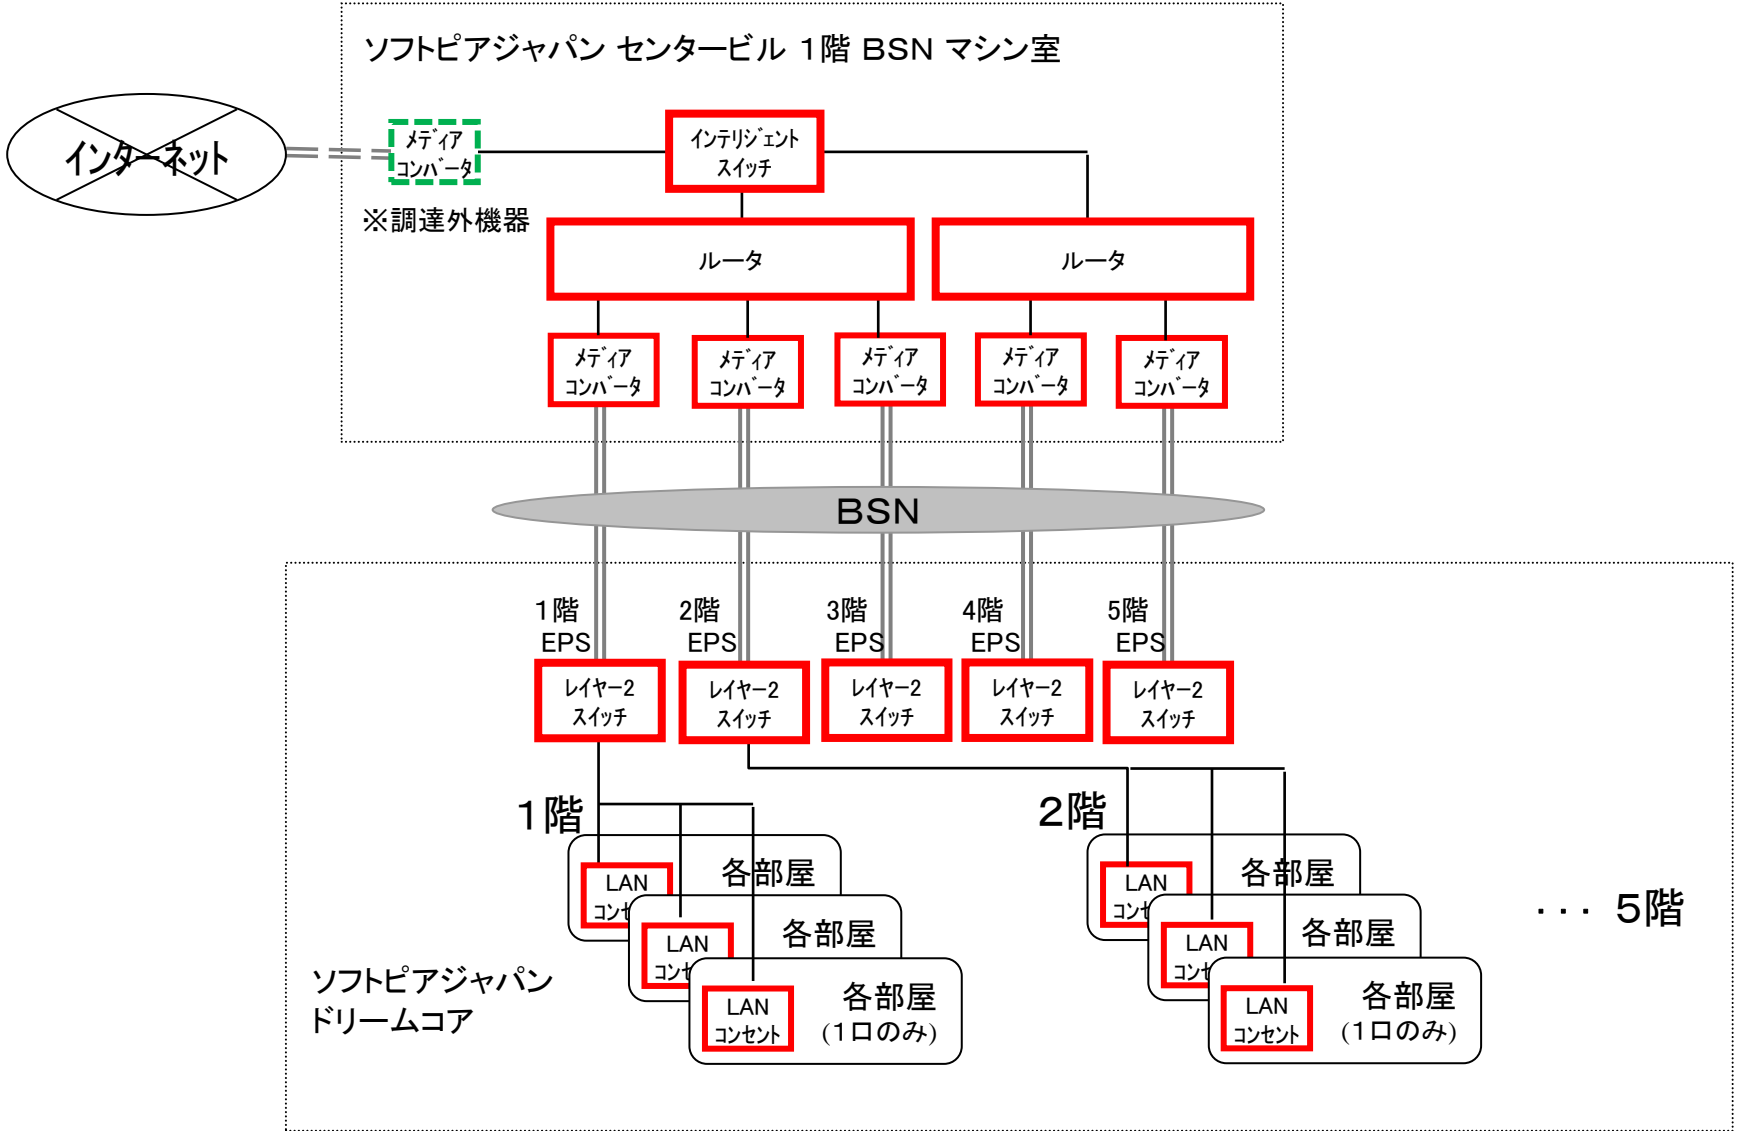 ソフトピアジャパン センタービル 1階 BSN マシン室
インターネット
メディア
コンバータ
インテリジェント
スイッチ
※調達外機器
ルータ
ルータ
メディア
コンバータ
メディア
コンバータ
メディア
コンバータ
メディア
コンバータ
メディア
コンバータ
BSN
1階
EPS
2階
EPS
3階
EPS
4階
EPS
5階
EPS
レイヤー2
スイッチ
レイヤー2
スイッチ
レイヤー2
スイッチ
レイヤー2
スイッチ
レイヤー2
スイッチ
1階
各部屋
LAN
コンセ
各部屋
LAN
コンセ
各部屋
(1口のみ)
LAN
コンセント
2階
各部屋
LAN
コンセ
各部屋
LAN
コンセ
各部屋
(1口のみ)
LAN
コンセント
・・・ 5階
ソフトピアジャパン
ドリームコア